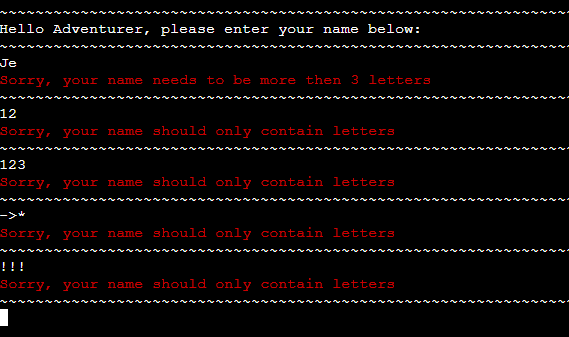 ~~~~~~~~~~~~~~~~~~~~~~~~~~~~~~~~~~~~~~~~~~~~~~~~~~~~~~~~~~~~~~~
Hello Adventurer, please enter your name below:
~~~~~~~~~~~~~~~~~~~~~~~~~~~~~~~~~~~~~~~~~~~~~~~~~~~~~~~~~~~~~~~
Je
Sorry, your name needs to be more then 3 letters
~~~~~~~~~~~~~~~~~~~~~~~~~~~~~~~~~~~~~~~~~~~~~~~~~~~~~~~~~~~~~~~
12
Sorry, your name should only contain letters
~~~~~~~~~~~~~~~~~~~~~~~~~~~~~~~~~~~~~~~~~~~~~~~~~~~~~~~~~~~~~~~
123
Sorry, your name should only contain letters
~~~~~~~~~~~~~~~~~~~~~~~~~~~~~~~~~~~~~~~~~~~~~~~~~~~~~~~~~~~~~~~
->*
Sorry, your name should only contain letters
~~~~~~~~~~~~~~~~~~~~~~~~~~~~~~~~~~~~~~~~~~~~~~~~~~~~~~~~~~~~~~~
!!!
Sorry, your name should only contain letters
~~~~~~~~~~~~~~~~~~~~~~~~~~~~~~~~~~~~~~~~~~~~~~~~~~~~~~~~~~~~~~~